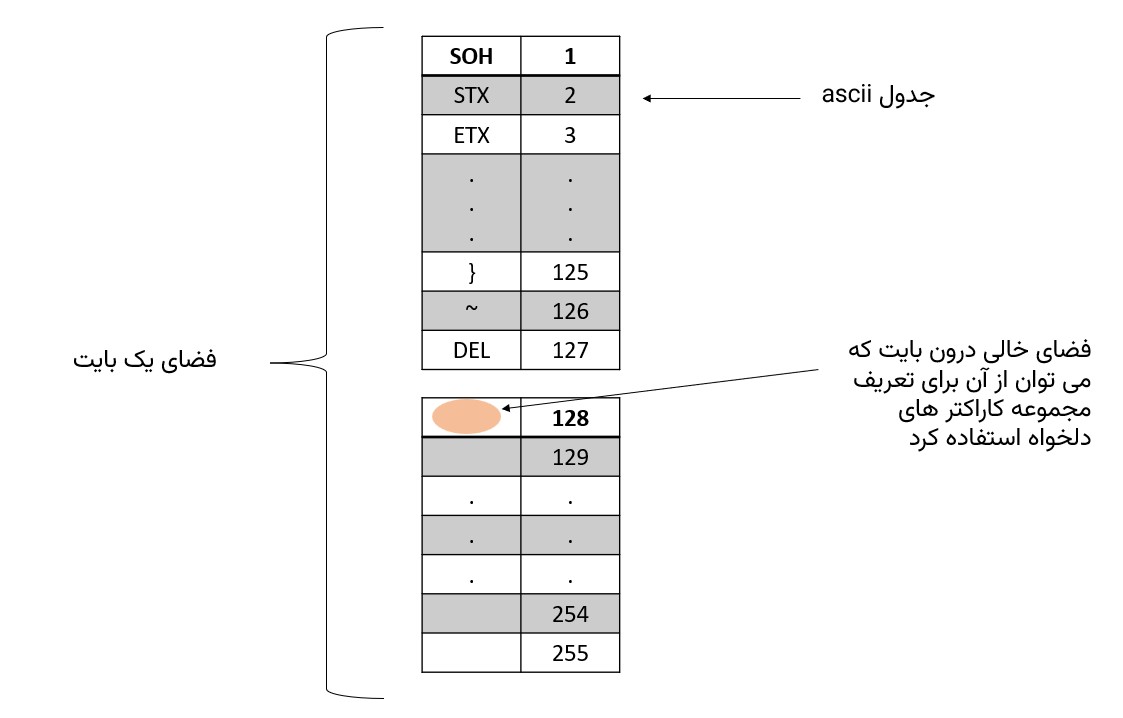 SOH 1
STX 2
جدول ascii
ETX 3
. .
. .
. .
} 125
~ 126
DEL 127
فضای یک بایت
فضای خالی درون بایت که
می توان از آن برای تعریف
مجموعه کاراکتر های
دلخواه استفاده کرد
128
129
. .
. .
. .
254
255